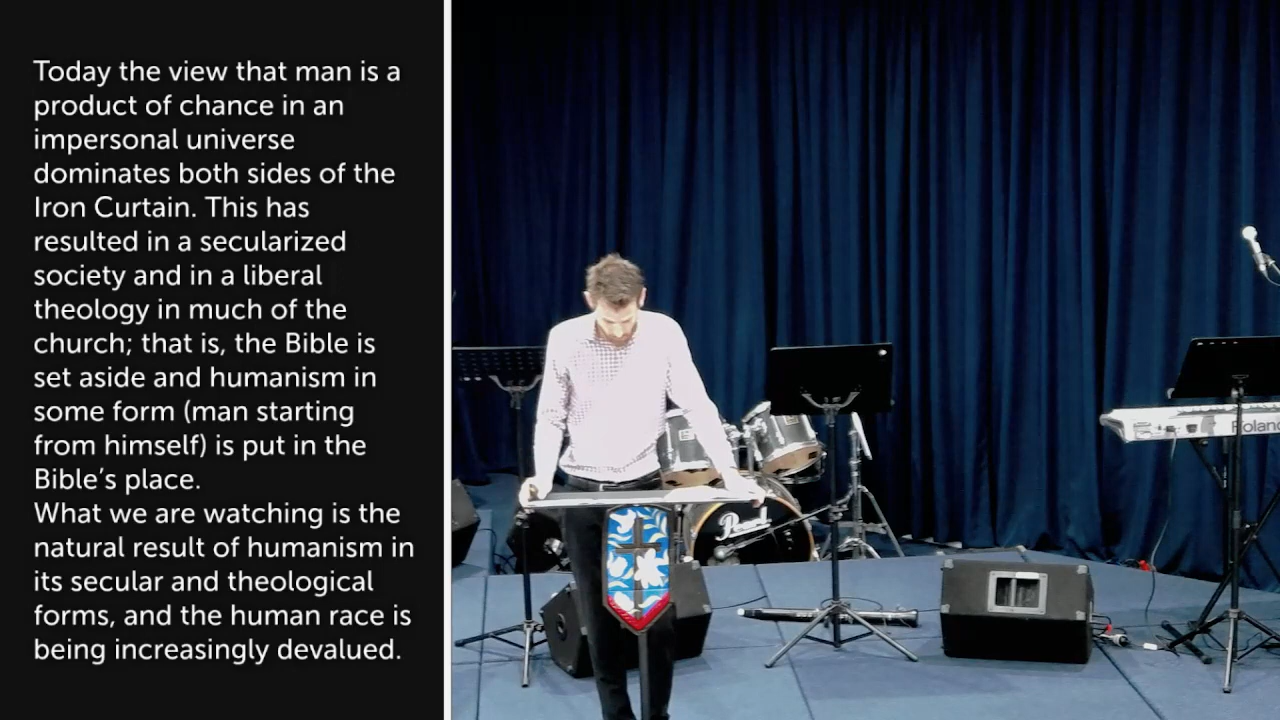 Today the view that man is a
product of chance in an
impersonal universe
dominates both sides of the
Iron Curtain. This has
resulted in a secularized
society and in a liberal
theology in much of the
church; that is, the Bible is
set aside and humanism in
some form (man starting
from himself) is put in the
Bible’s place.
What we are watching is the
natural result of humanism in
its secular and theological
forms, and the human race is
being increasingly devalued.
Roland
Pearl